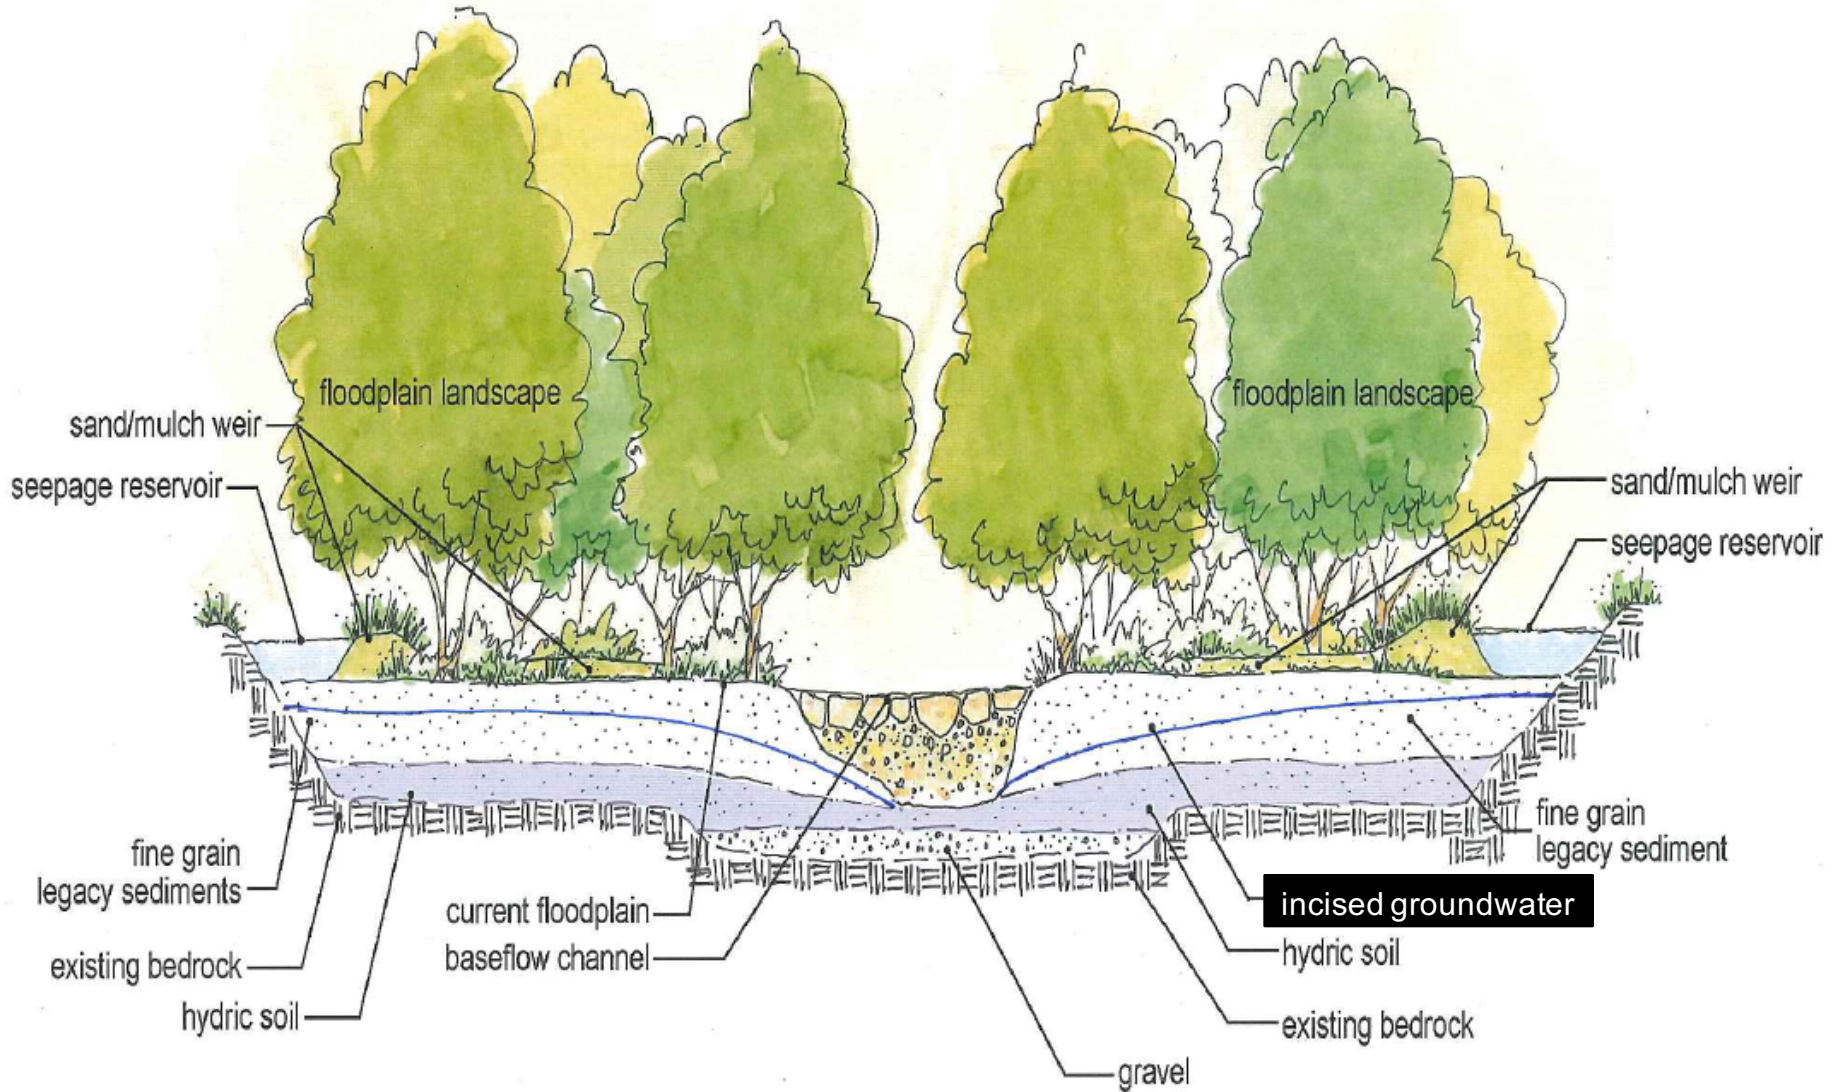 floodplain landscape
floodplain landscape
sand/mulch weir
seepage reservoir
sand/mulch weir
seepage reservoir
fine grain
legacy sediments
existing bedrock
hydric soil
current floodplain
baseflow channel
fine grain
legacy sediment
incised groundwater
hydric soil
existing bedrock
gravel